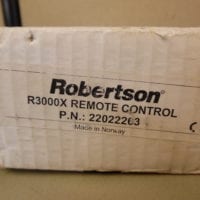 Robertson
R3000X REMOTE CONTROL
P.N.: 22022263
Made in Norway